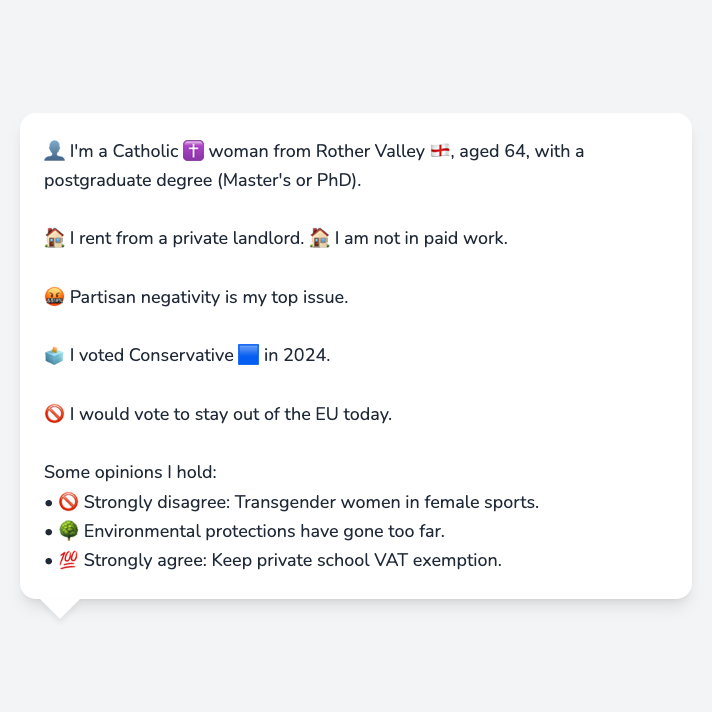 👤 I'm a Catholic ✝️ woman from Rother Valley 🏴󠁧󠁢󠁥󠁮󠁧󠁿, aged 64, with a
postgraduate degree (Master's or PhD).
🏠 I rent from a private landlord. 🏠 I am not in paid work.
🤬 Partisan negativity is my top issue.
🗳️ I voted Conservative 🟦 in 2024.
🚫 I would vote to stay out of the EU today.
Some opinions I hold:
• 🚫 Strongly disagree: Transgender women in female sports.
• 🌳 Environmental protections have gone too far.
• 💯 Strongly agree: Keep private school VAT exemption.